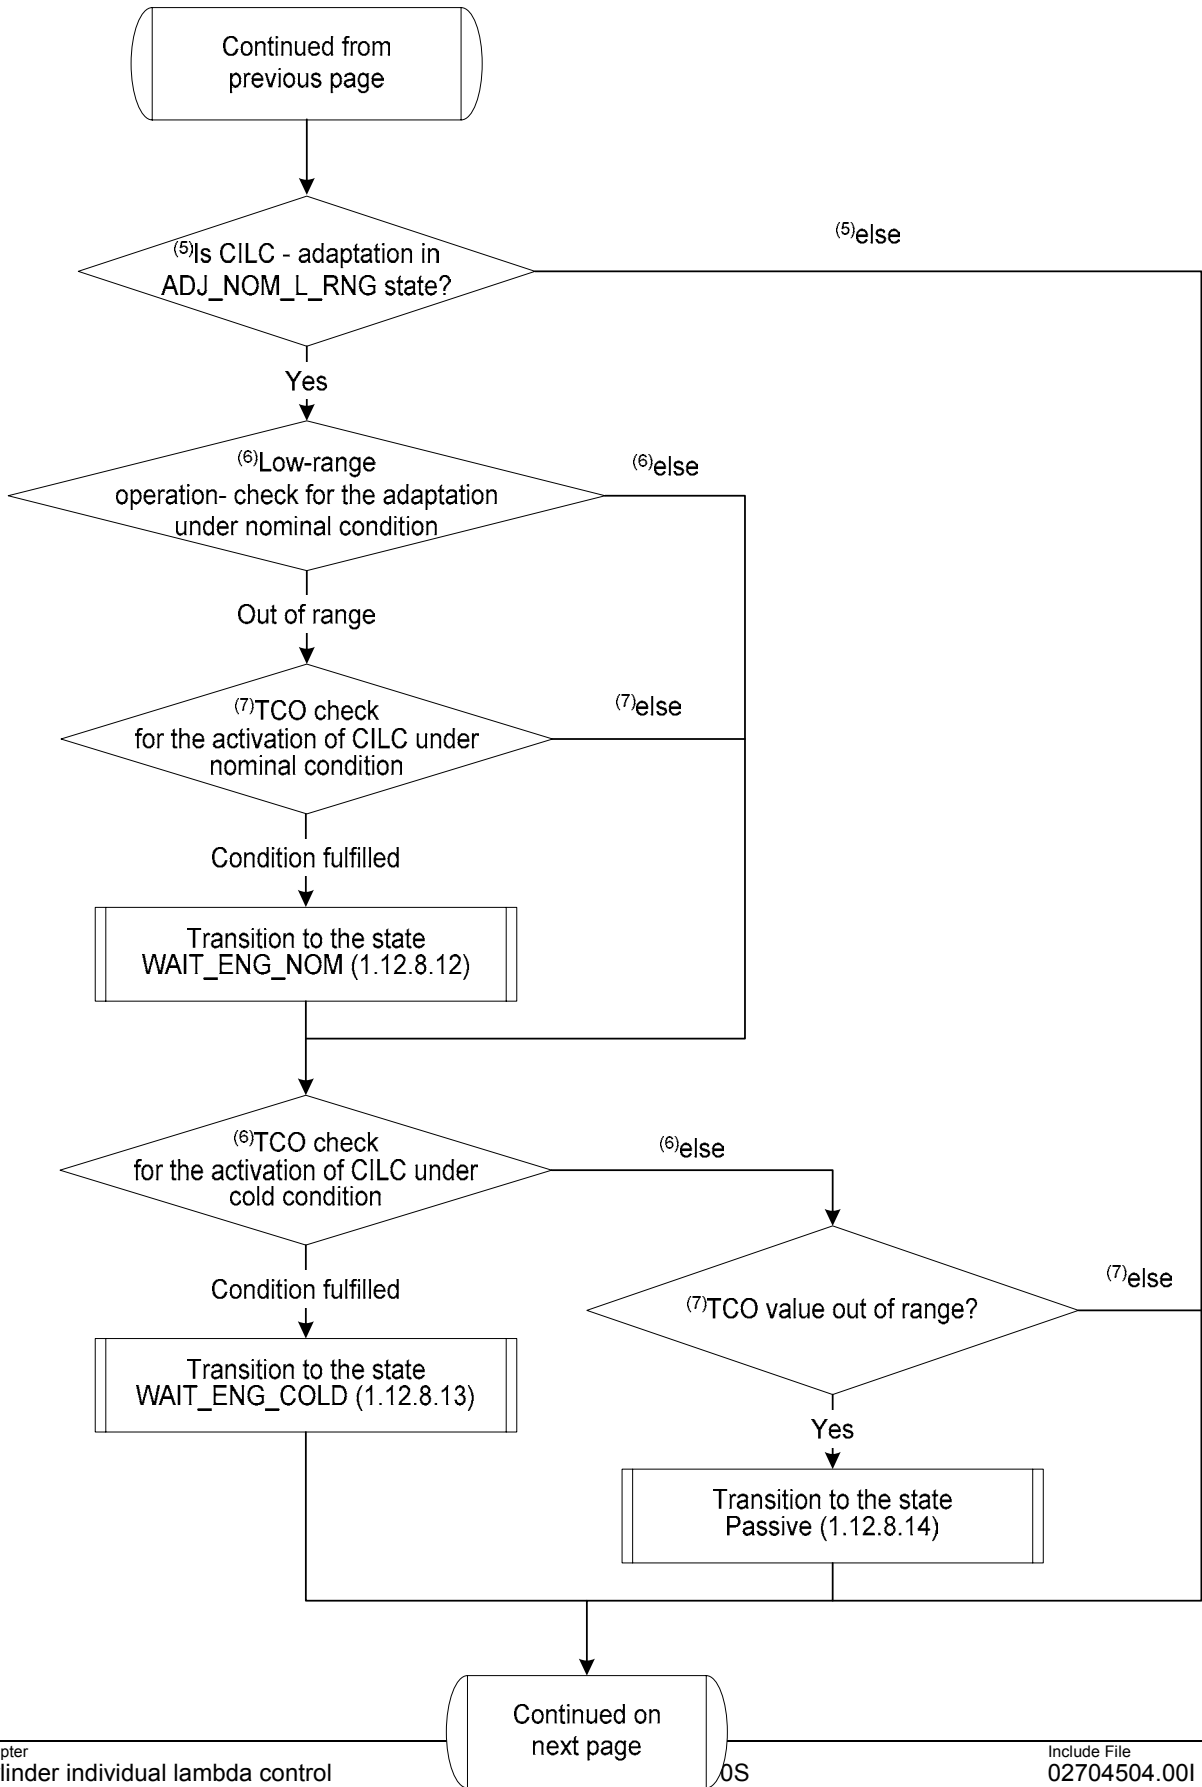 Continued from
previous page
(5)Is CILC - adaptation in
ADJ_NOM_L_RNG state?
(5)else
Yes
(6)Low-range
operation- check for the adaptation
under nominal condition
(6)else
Out of range
(7)TCO check
for the activation of CILC under
nominal condition
(7)else
Condition fulfilled
Transition to the state
WAIT_ENG_NOM (1.12.8.12)
(6)TCO check
for the activation of CILC under
cold condition
(6)else
Condition fulfilled
(7)TCO value out of range?
(7)else
Transition to the state
WAIT_ENG_COLD (1.12.8.13)
Yes
Transition to the state
Passive (1.12.8.14)
Continued on
next page
pter
linder individual lambda control
0S
Include File
02704504.00I